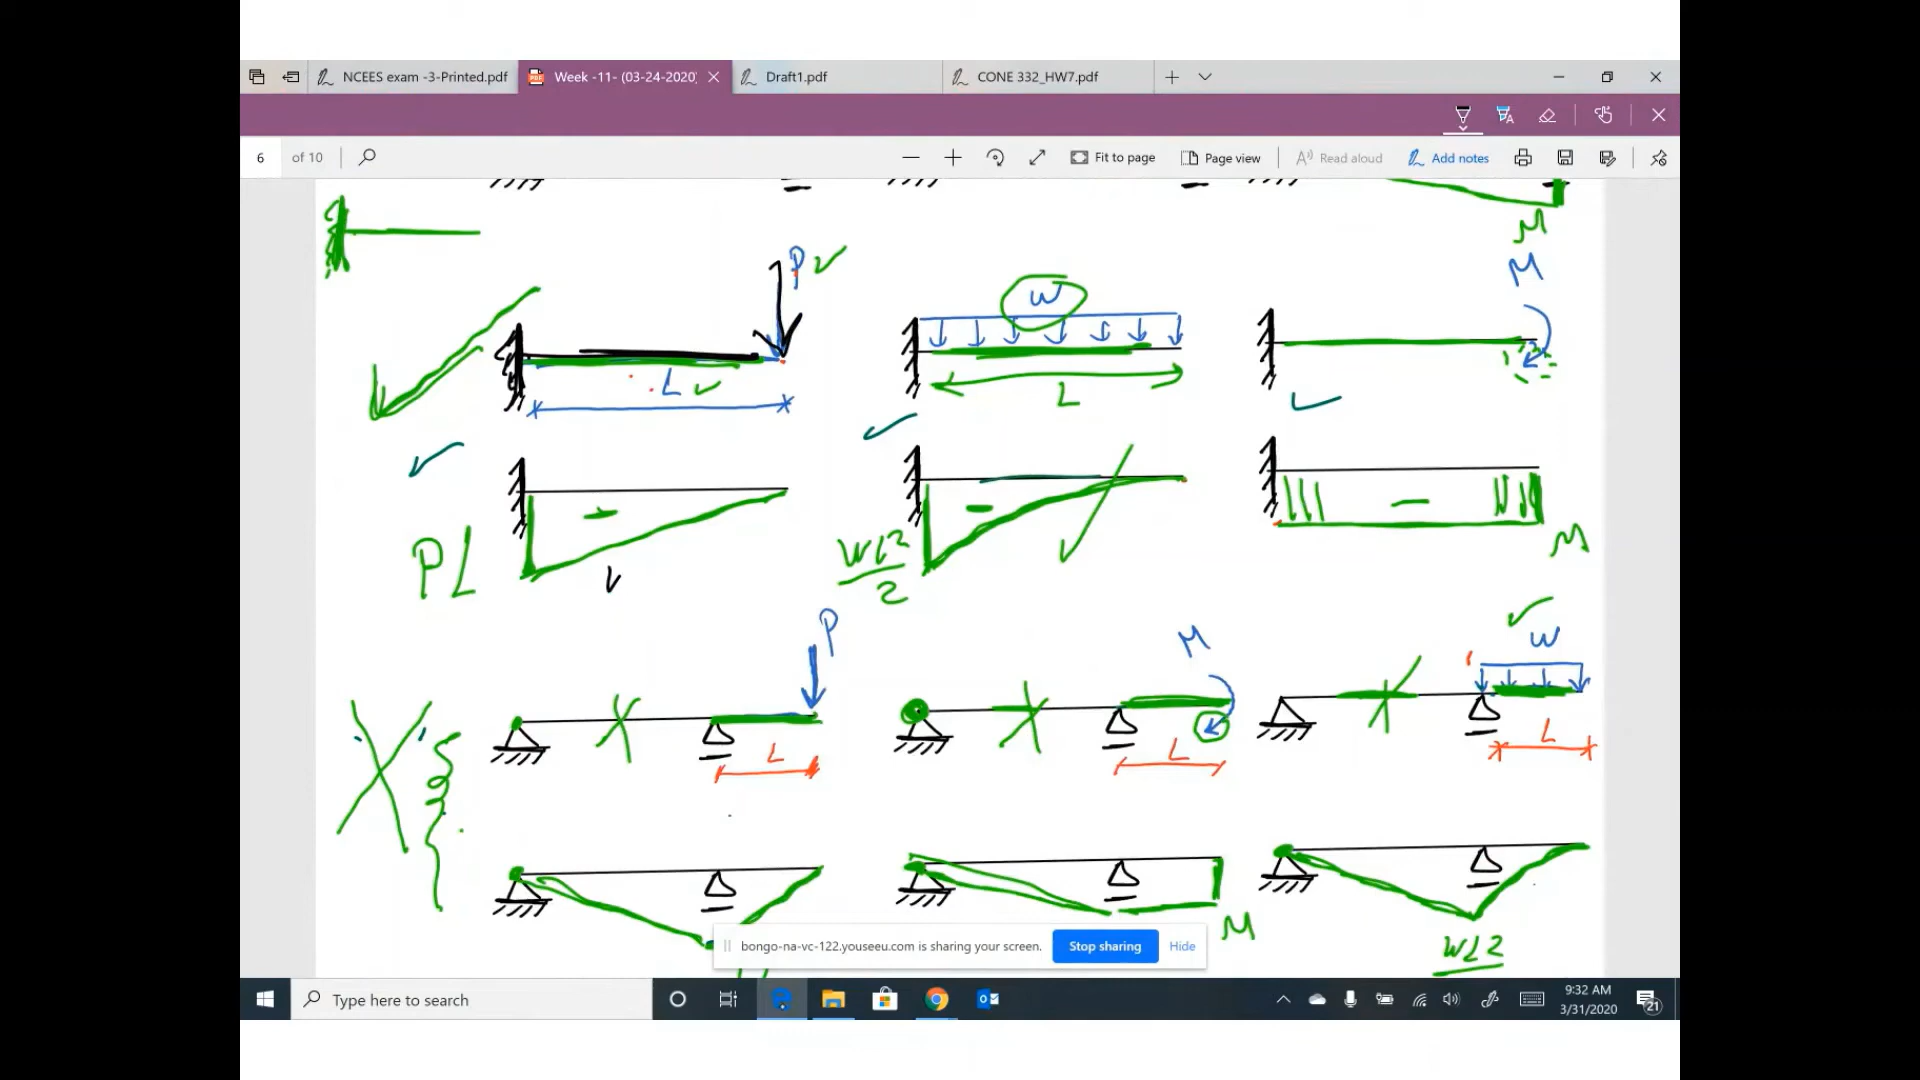 NCEES exam -3-Printed.pdf
Week -11- (03-24-2020)
Draft1.pdf
CONE 332_HW7.pdf
6 of 10
Fit to page
Page view
Read aloud
Add notes
M
P
W
M
L
L
PL
WL²
2
M
P
M
W
L
L
L
M
WL2
bongo-na-vc-122.youseeu.com is sharing your screen.
Stop sharing
Hide
Type here to search
9:32 AM
3/31/2020
21